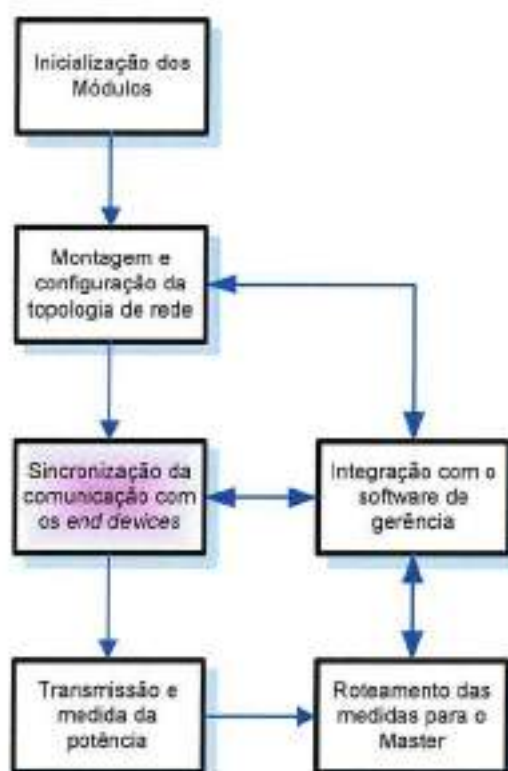 Inicialização dos
Módulos
Montagem e
configuração da
topologia de rede
Sincronização da
comunicação com
os end devices
Integração com o
software de
gerência
Transmissão e
medida da
potência
Roteamento das
medidas para o
Master